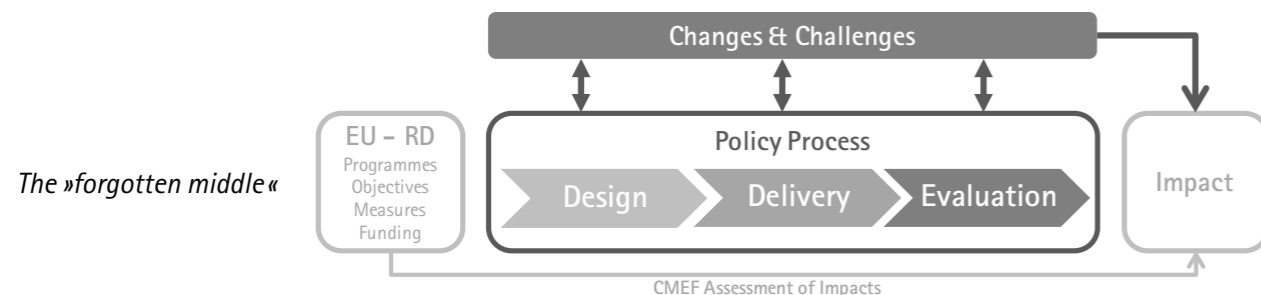 Changes & Challenges
EU – RD
Programmes
Objectives
Measures
Funding
Policy Process
The »forgotten middle«
Design
Delivery
Evaluation
Impact
CMEF Assessment of Impacts